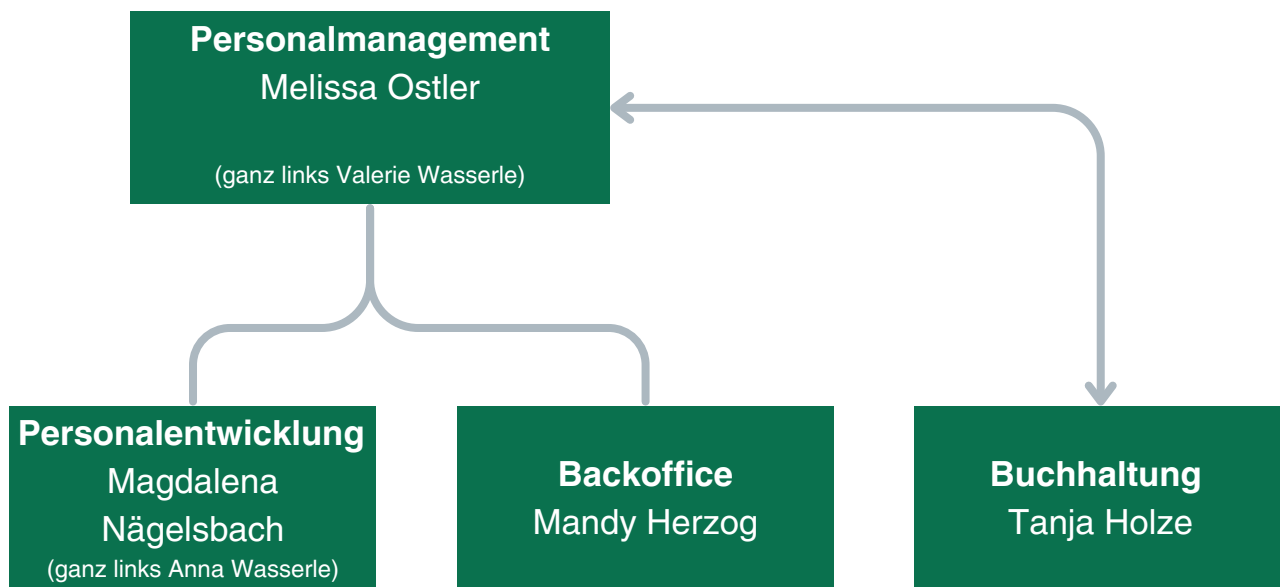 Personalmanagement
Melissa Ostler
(ganz links Valerie Wasserle)
Personalentwicklung
Magdalena
Nägelsbach
(ganz links Anna Wasserle)
Backoffice
Mandy Herzog
Buchhaltung
Tanja Holze